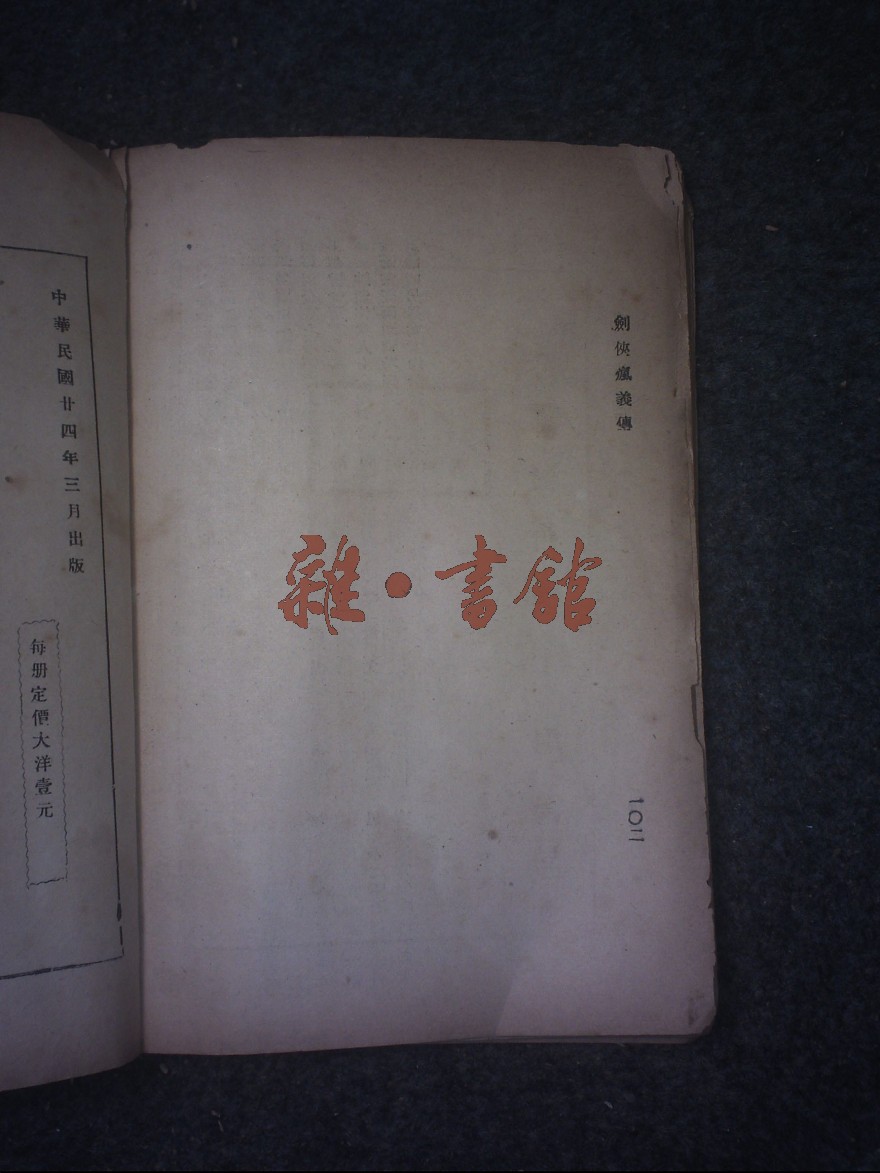 劍俠鳳義傳
一〇二
雜·書館
中華民國廿四年三月出版
每册定價大洋壹元